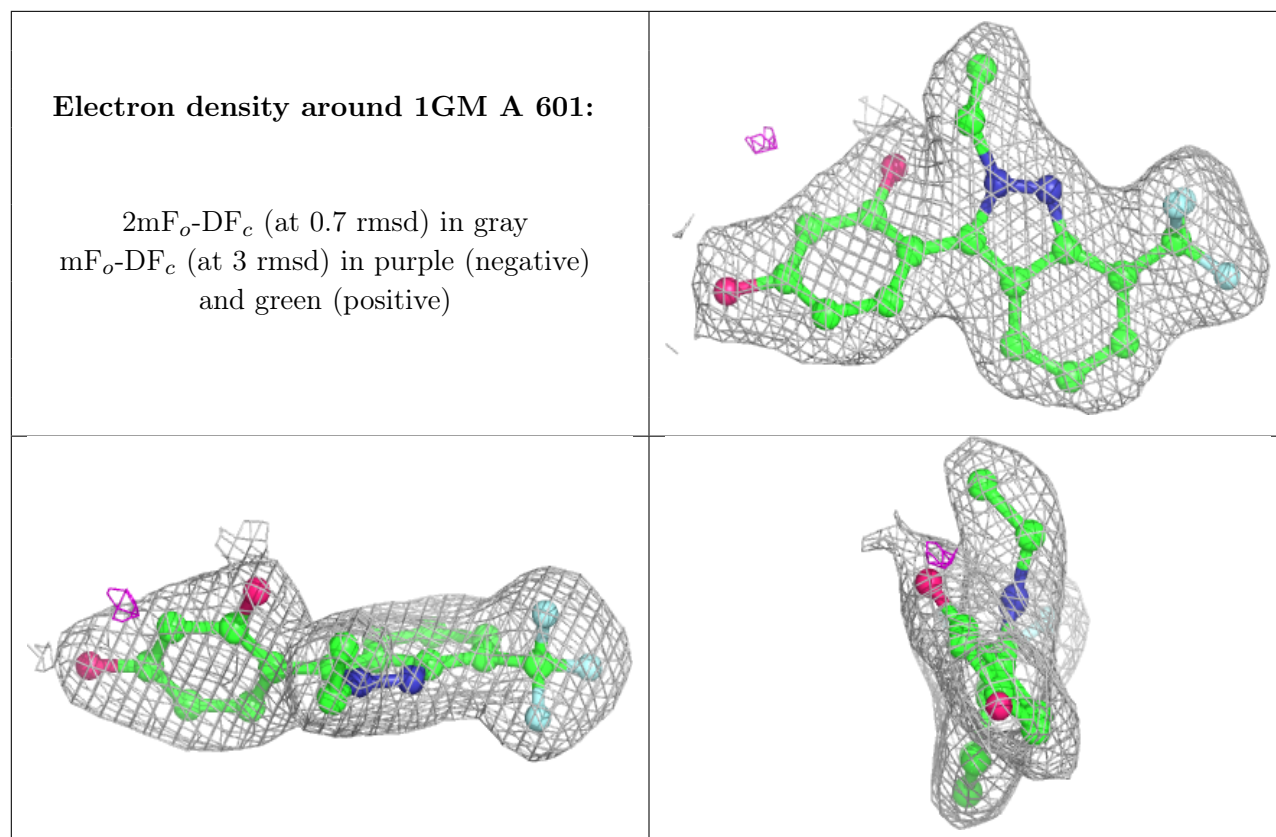 Electron density around 1GM A 601:
2mFₒ-DF𝒸 (at 0.7 rmsd) in gray
mFₒ-DF𝒸 (at 3 rmsd) in purple (negative)
and green (positive)